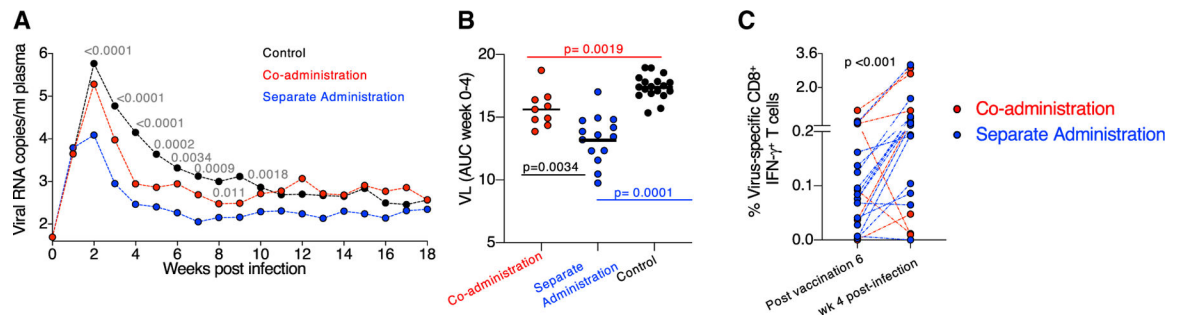 A
Viral RNA copies/ml plasma
6
5
4
3
2
<0.0001
<0.0001
<0.0001
0.0002
0.0034
0.0009
0.011
0.0018
Control
Co-administration
Separate Administration
0 2 4 6 8 10 12 14 16 18
Weeks post infection
B
VL (AUC week 0-4)
20
15
10
5
p= 0.0019
p=0.0034
p= 0.0001
Co-administration
Separate
Administration
Control
C
% Virus-specific CD8+
IFN-γ+ T cells
3.6
2.0
0.2
0.1
0.0
p <0.001
Post vaccination 6
wk 4 post-infection
Co-administration
Separate Administration